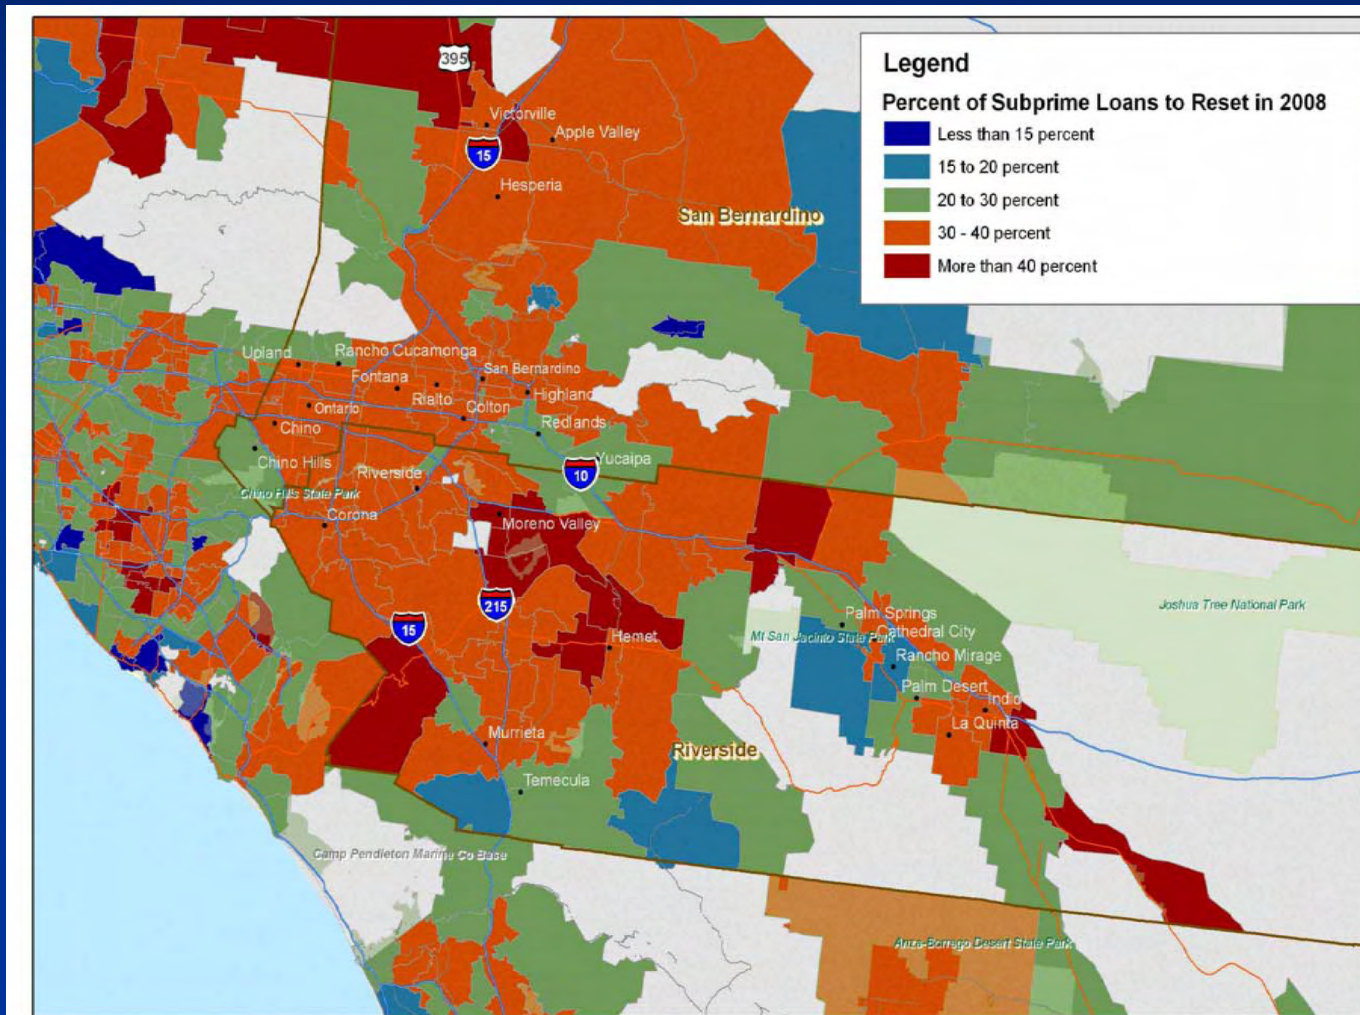 Legend
Percent of Subprime Loans to Reset in 2008
Less than 15 percent
15 to 20 percent
20 to 30 percent
30 - 40 percent
More than 40 percent
395
Victorville
Apple Valley
15
Hesperia
San Bernardino
Upland
Rancho Cucamonga
San Bernardino
Fontana
Rialto
Highland
Ontario
Colton
Chino
Redlands
Chino Hills
Yucaipa
Riverside
10
Chino Hills State Park
Corona
Moreno Valley
215
15
Joshua Tree National Park
Palm Springs
Hemet
Mt San Jacinto State Park
Cathedral City
Rancho Mirage
Palm Desert
Indio
La Quinta
Murrieta
Riverside
Temecula
Camp Pendleton Marine Co Base
Anza-Borrego Desert State Park